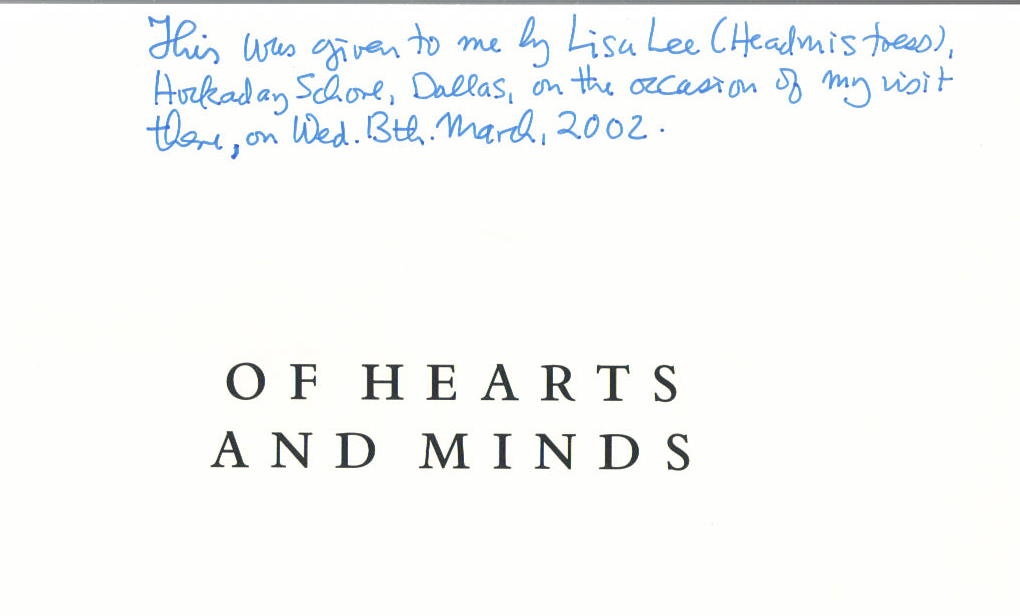 This was given to me by Lisa Lee (Headmistress),
Hockaday School, Dallas, on the occasion of my visit
there, on Wed. 13th. March, 2002.
OF HEARTS
AND MINDS